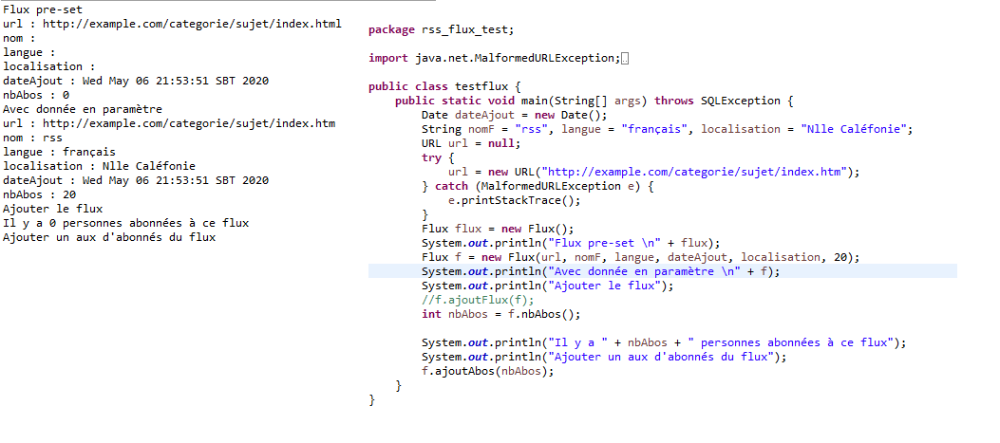 Flux pre-set
url : http://example.com/categorie/sujet/index.html
nom :
langue :
localisation :
dateAjout : Wed May 06 21:53:51 SBT 2020
nbAbos : 0
Avec donnée en paramètre
url : http://example.com/categorie/sujet/index.htm
nom : rss
langue : français
localisation : Nlle Caléfonie
dateAjout : Wed May 06 21:53:51 SBT 2020
nbAbos : 20
Ajouter le flux
Il y a 0 personnes abonnées à ce flux
Ajouter un aux d'abonnés du flux
package rss_flux_test;
import java.net.MalformedURLException;
public class testflux {
public static void main(String[] args) throws SQLException {
Date dateAjout = new Date();
String nomF = "rss", langue = "français", localisation = "Nlle Caléfonie";
URL url = null;
try {
url = new URL("http://example.com/categorie/sujet/index.htm");
} catch (MalformedURLException e) {
e.printStackTrace();
}
Flux flux = new Flux();
System.out.println("Flux pre-set \n" + flux);
Flux f = new Flux(url, nomF, langue, dateAjout, localisation, 20);
System.out.println("Avec donnée en paramètre \n" + f);
System.out.println("Ajouter le flux");
//f.ajoutFlux(f);
int nbAbos = f.nbAbos();
System.out.println("Il y a " + nbAbos + " personnes abonnées à ce flux");
System.out.println("Ajouter un aux d'abonnés du flux");
f.ajoutAbos(nbAbos);
}
}